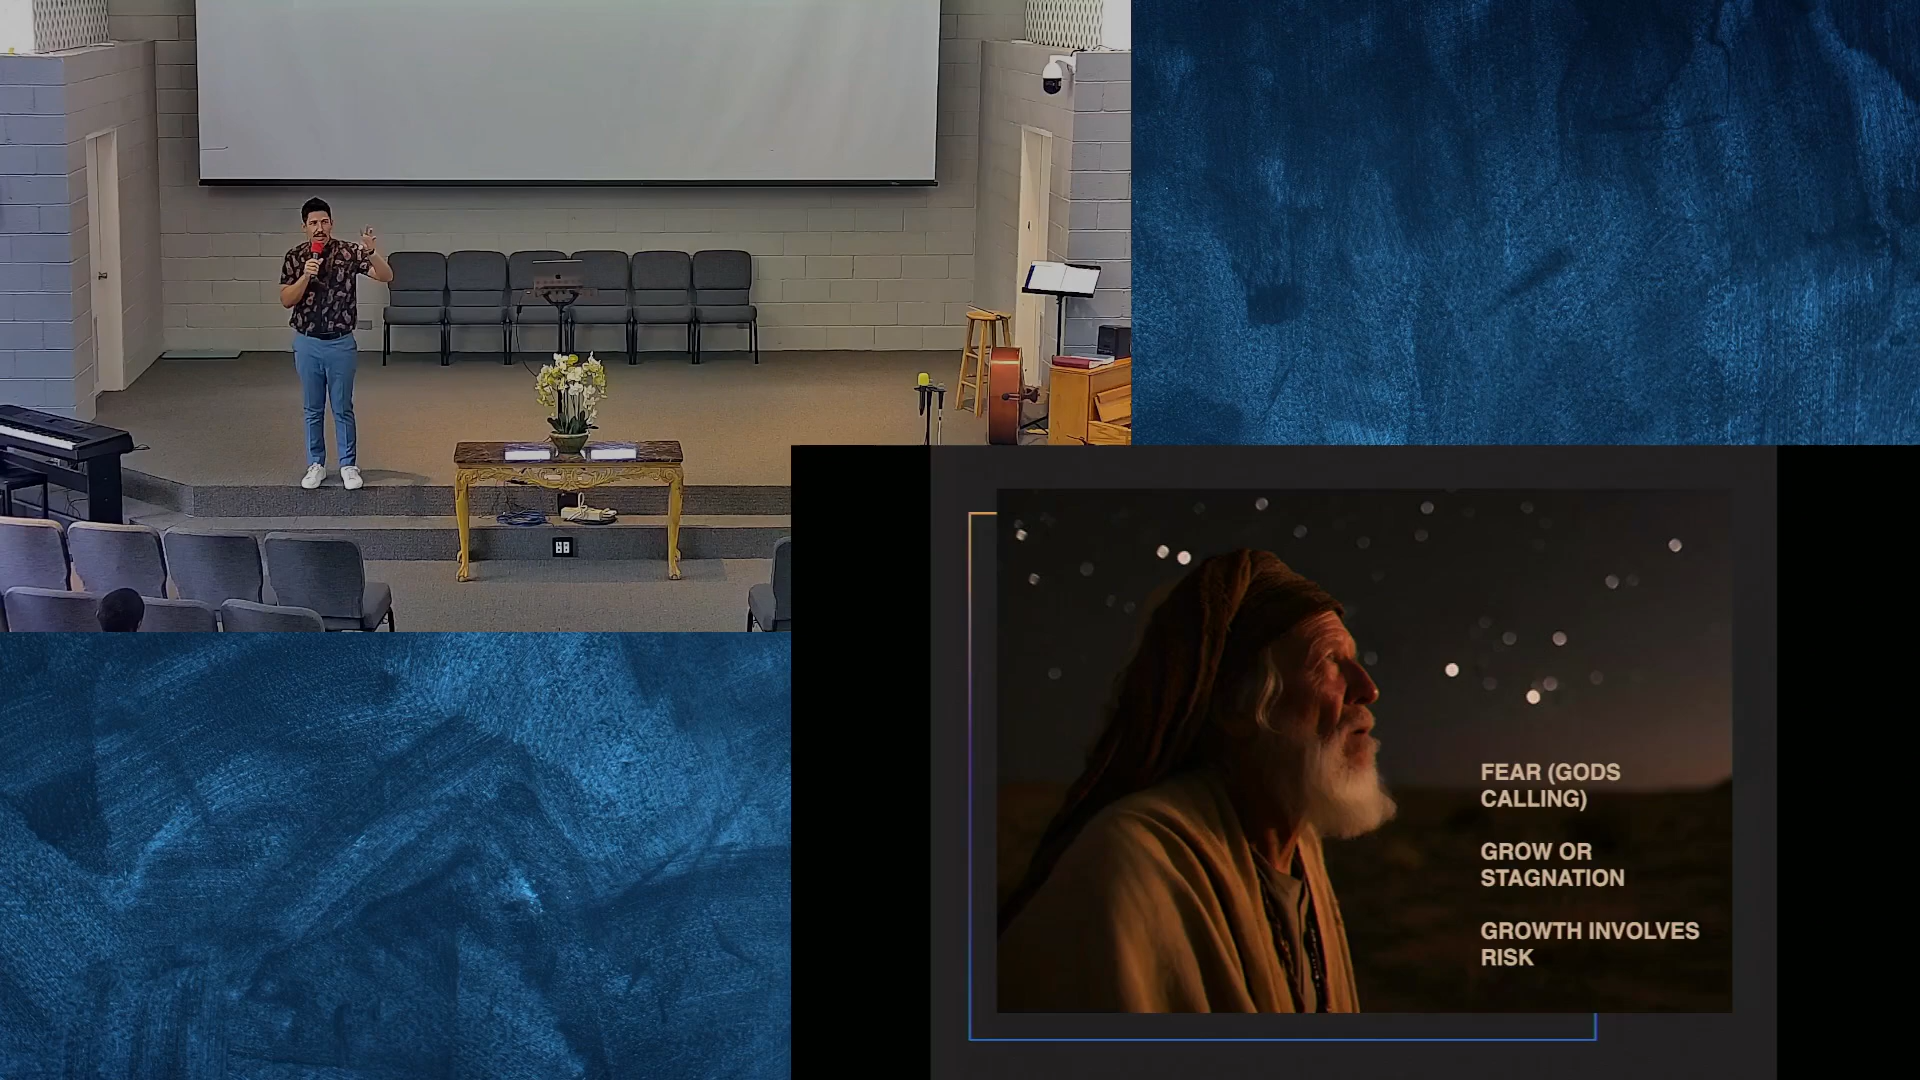 FEAR (GODS
CALLING)
GROW OR
STAGNATION
GROWTH INVOLVES
RISK